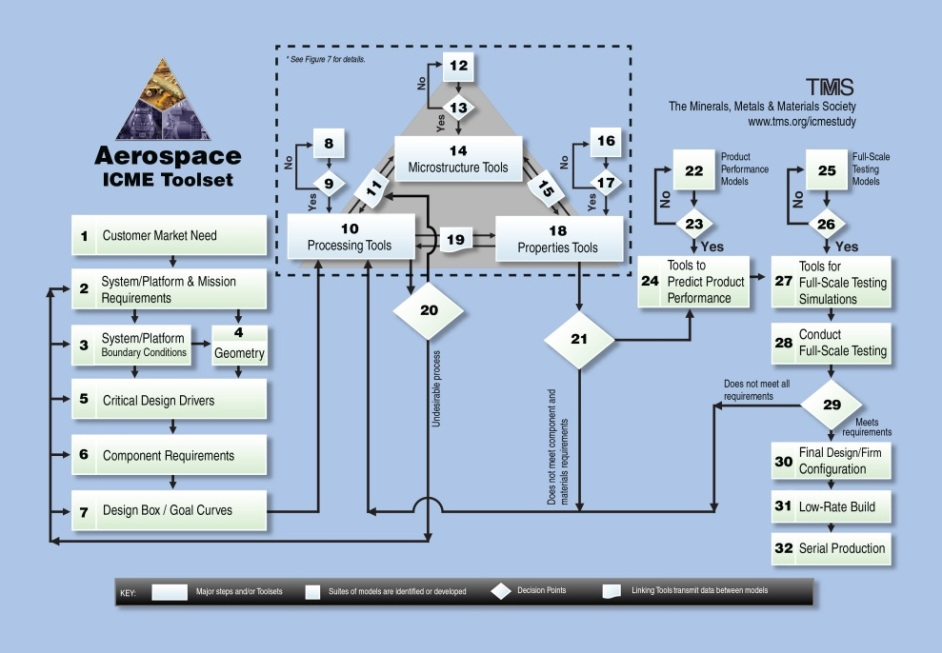 * See Figure 7 for details.
TMS
The Minerals, Metals & Materials Society
www.tms.org/icmestudy
Aerospace
ICME Toolset
1 Customer Market Need
2 System/Platform & Mission
Requirements
3 System/Platform
Boundary Conditions
4
Geometry
5 Critical Design Drivers
6 Component Requirements
7 Design Box / Goal Curves
8
No
9
Yes
10
Processing Tools
11
12
No
13
Yes
14
Microstructure Tools
15
16
No
17
Yes
18
Properties Tools
19
20
Undesirable process
21
Does not meet component and
materials requirements
22
Product
Performance
Models
No
23
Yes
24 Tools to
Predict Product
Performance
25
Full-Scale
Testing
Models
No
26
Yes
27 Tools for
Full-Scale Testing
Simulations
28 Conduct
Full-Scale Testing
Does not meet all
requirements
29
Meets
requirements
30 Final Design/Firm
Configuration
31 Low-Rate Build
32 Serial Production
KEY:
Major steps and/or Toolsets
Suites of models are identified or developed
Decision Points
Linking Tools transmit data between models